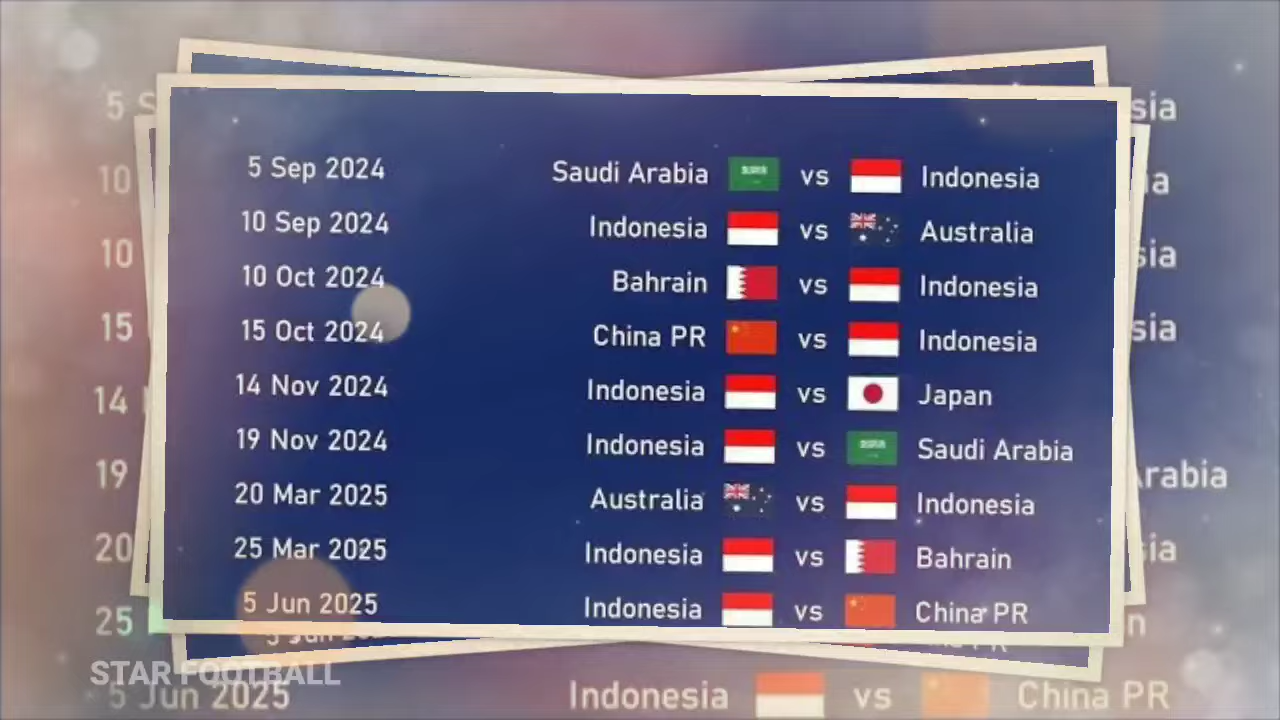 5 Sep 2024 Saudi Arabia vs Indonesia
10 Sep 2024 Indonesia vs Australia
10 Oct 2024 Bahrain vs Indonesia
15 Oct 2024 China PR vs Indonesia
14 Nov 2024 Indonesia vs Japan
19 Nov 2024 Indonesia vs Saudi Arabia
20 Mar 2025 Australia vs Indonesia
25 Mar 2025 Indonesia vs Bahrain
5 Jun 2025 Indonesia vs China PR
STAR FOOTBALL
5 Jun 2025 Indonesia vs China PR